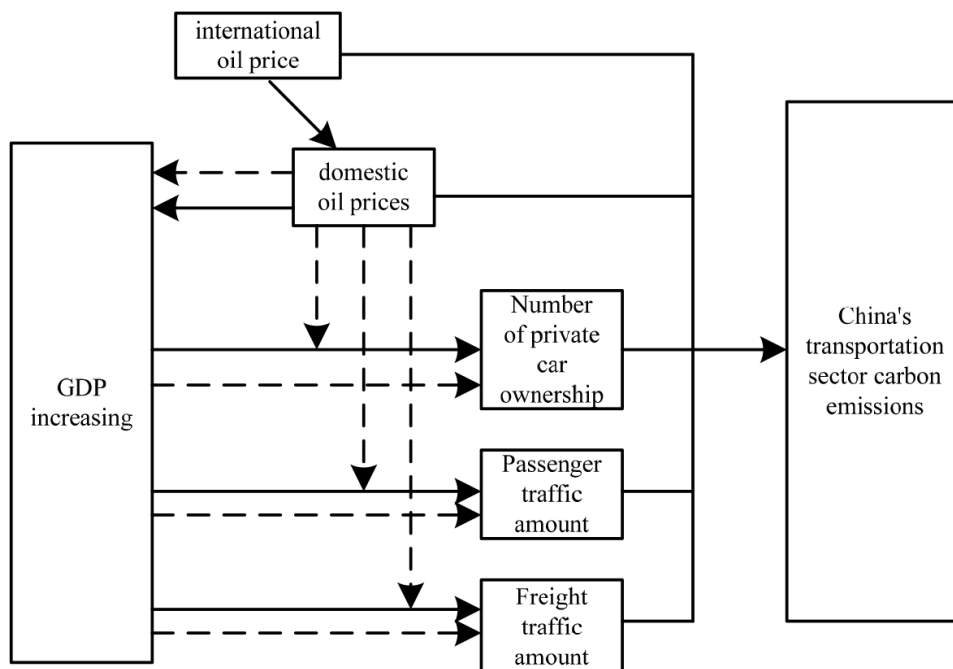 international
oil price
domestic
oil prices
GDP
increasing
Number
of private
car
ownership
Passenger
traffic
amount
Freight
traffic
amount
China's
transportation
sector carbon
emissions